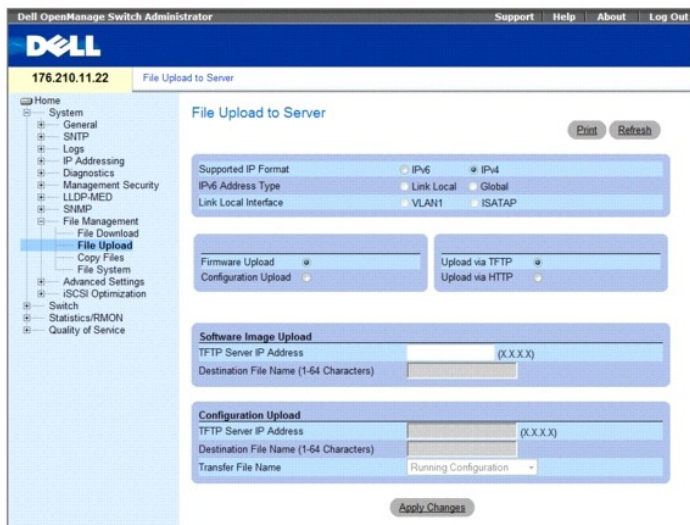 Dell OpenManage Switch Administrator Support Help About Log Out
DELL
176.210.11.22 File Upload to Server
Home
System
General
SNTP
Logs
IP Addressing
Diagnostics
Management Security
LLDP-MED
SNMP
File Management
File Download
File Upload
Copy Files
File System
Advanced Settings
iSCSI Optimization
Switch
Statistics/RMON
Quality of Service
File Upload to Server
Print Refresh
Supported IP Format IPv6 IPv4
IPv6 Address Type Link Local Global
Link Local Interface VLAN1 ISATAP
Firmware Upload
Configuration Upload
Upload via TFTP
Upload via HTTP
Software Image Upload
TFTP Server IP Address (X.X.X.X)
Destination File Name (1-64 Characters)
Configuration Upload
TFTP Server IP Address (X.X.X.X)
Destination File Name (1-64 Characters)
Transfer File Name Running Configuration
Apply Changes